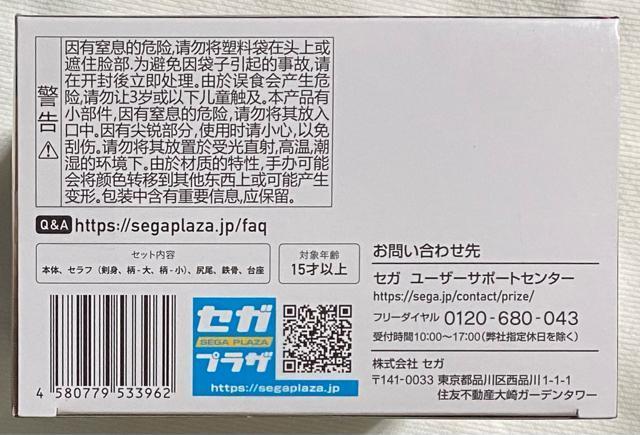 警告
因有窒息的危险,请勿将塑料袋在头上或
遮住脸部.为避免因袋子引起的事故,请
在开封後立即处理。由於误食会产生危
险,请勿让3岁或以下儿童触及。本产品有
小部件,因有窒息的危险,请勿将其放入
口中。因有尖锐部分,使用时请小心,以免
刮伤。请勿将其放置於受光直射,高温,潮
湿的环境下。由於材质的特性,手办可能
会将颜色转移到其他东西上或可能产生
变形。包装中含有重要信息,应保留。
Q&A https://segaplaza.jp/faq
セット内容
本体、セラフ(剣身、柄-大、柄-小)、尻尾、鉄骨、台座
対象年齢
15才以上
お問い合わせ先
セガ ユーザーサポートセンター
https://sega.jp/contact/prize/
フリーダイヤル 0120-680-043
受付時間10:00〜17:00(弊社指定休日を除く)
株式会社 セガ
〒141-0033 東京都品川区西品川1-1-1
住友不動産大崎ガーデンタワー
セガ
SEGA PLAZA
プラザ
https://segaplaza.jp
4 580779 533962